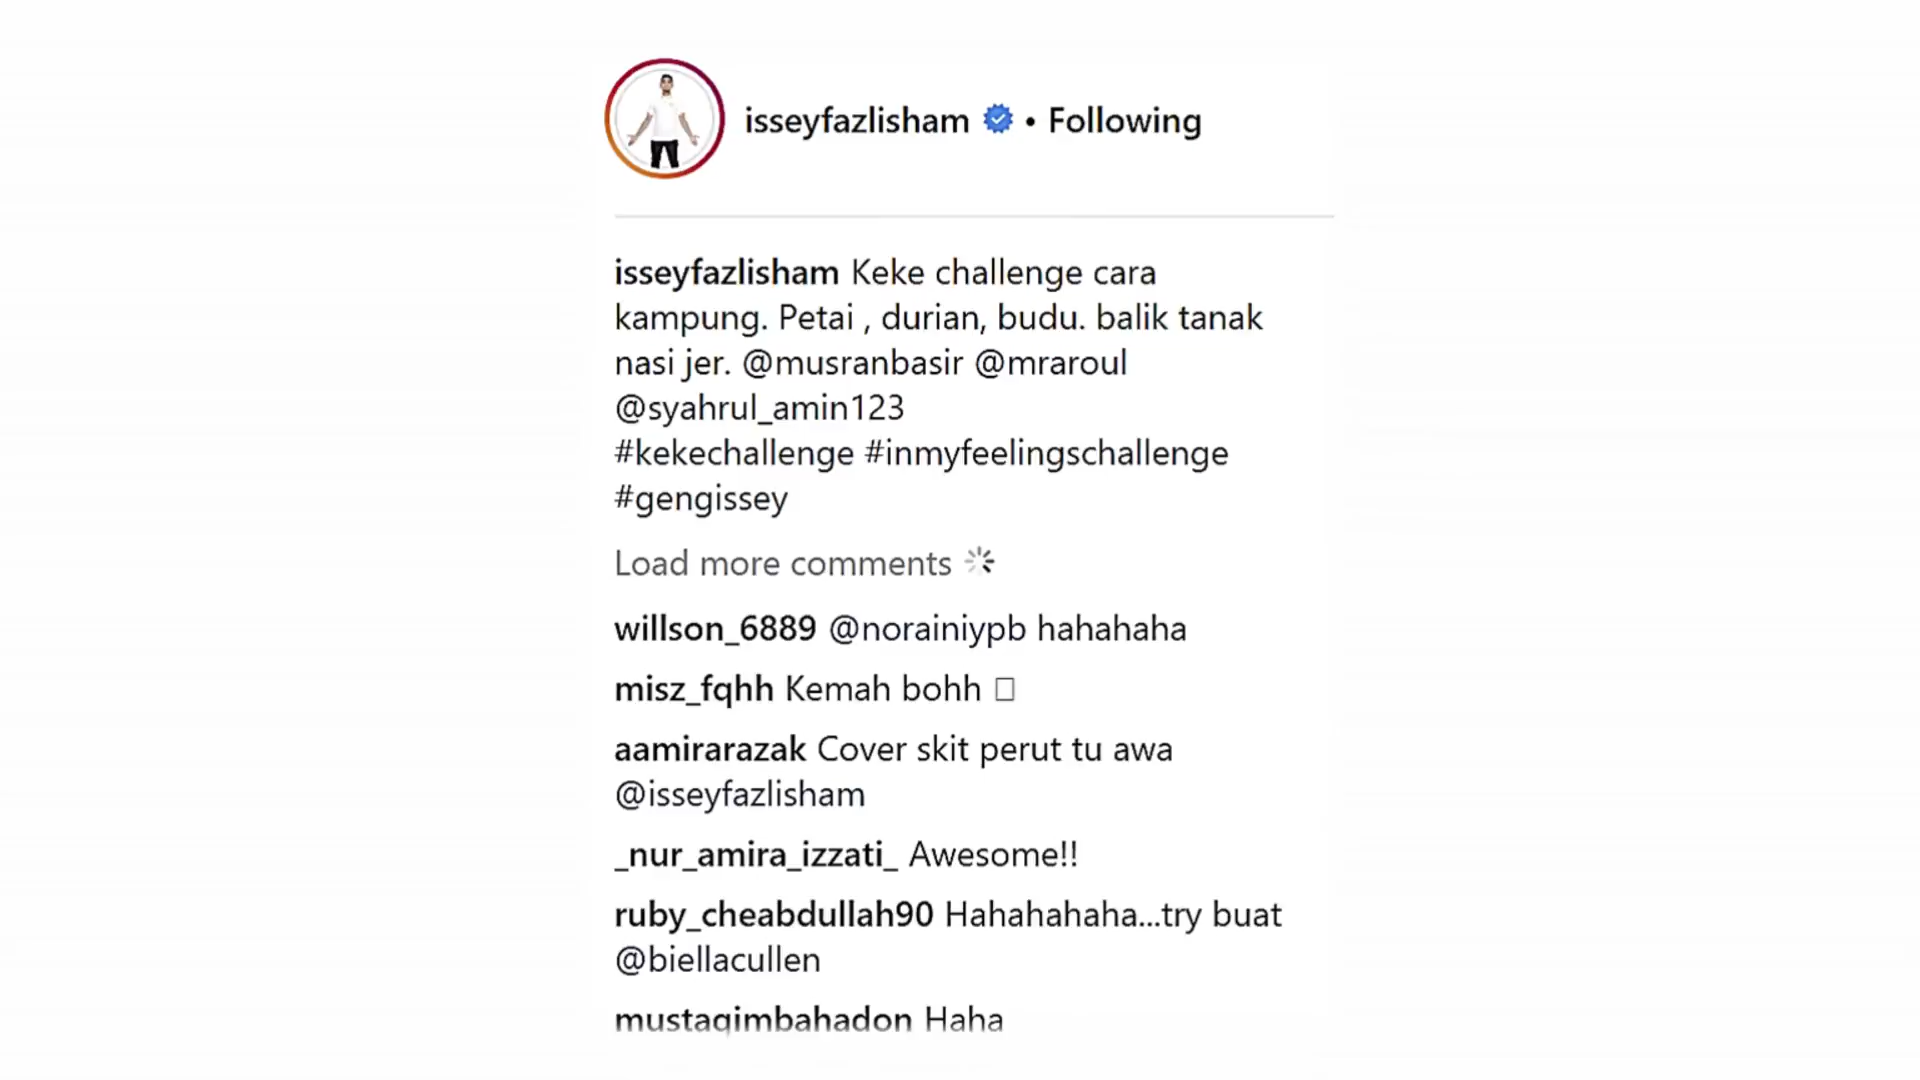 isseyfazlisham • Following
isseyfazlisham Keke challenge cara
kampung. Petai , durian, budu. balik tanak
nasi jer. @musranbasir @mraroul
@syahrul_amin123
#kekechallenge #inmyfeelingschallenge
#gengissey
Load more comments
willson_6889 @norainiypb hahahaha
misz_fqhh Kemah bohh
aamirarazak Cover skit perut tu awa
@isseyfazlisham
_nur_amira_izzati_ Awesome!!
ruby_cheabdullah90 Hahahahaha...try buat
@biellacullen
mustaqimbahadon Haha